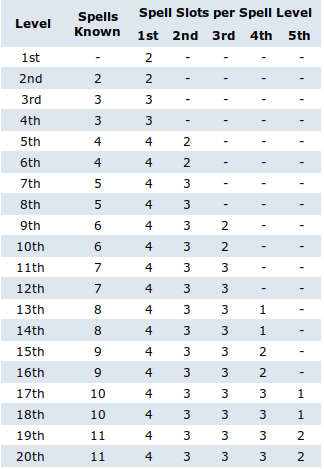 Level Spells Known Spell Slots per Spell Level
1st 2nd 3rd 4th 5th
1st - 2 - - - -
2nd 2 2 - - - -
3rd 3 3 - - - -
4th 3 3 - - - -
5th 4 4 2 - - -
6th 4 4 2 - - -
7th 5 4 3 - - -
8th 5 4 3 - - -
9th 6 4 3 2 - -
10th 6 4 3 2 - -
11th 7 4 3 3 - -
12th 7 4 3 3 - -
13th 8 4 3 3 1 -
14th 8 4 3 3 1 -
15th 9 4 3 3 2 -
16th 9 4 3 3 2 -
17th 10 4 3 3 3 1
18th 10 4 3 3 3 1
19th 11 4 3 3 3 2
20th 11 4 3 3 3 2